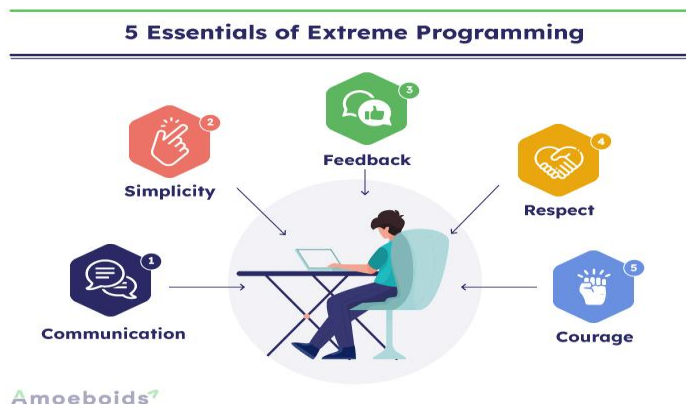 5 Essentials of Extreme Programming
3
Feedback
2
Simplicity
4
Respect
1
Communication
5
Courage
Amoeboids